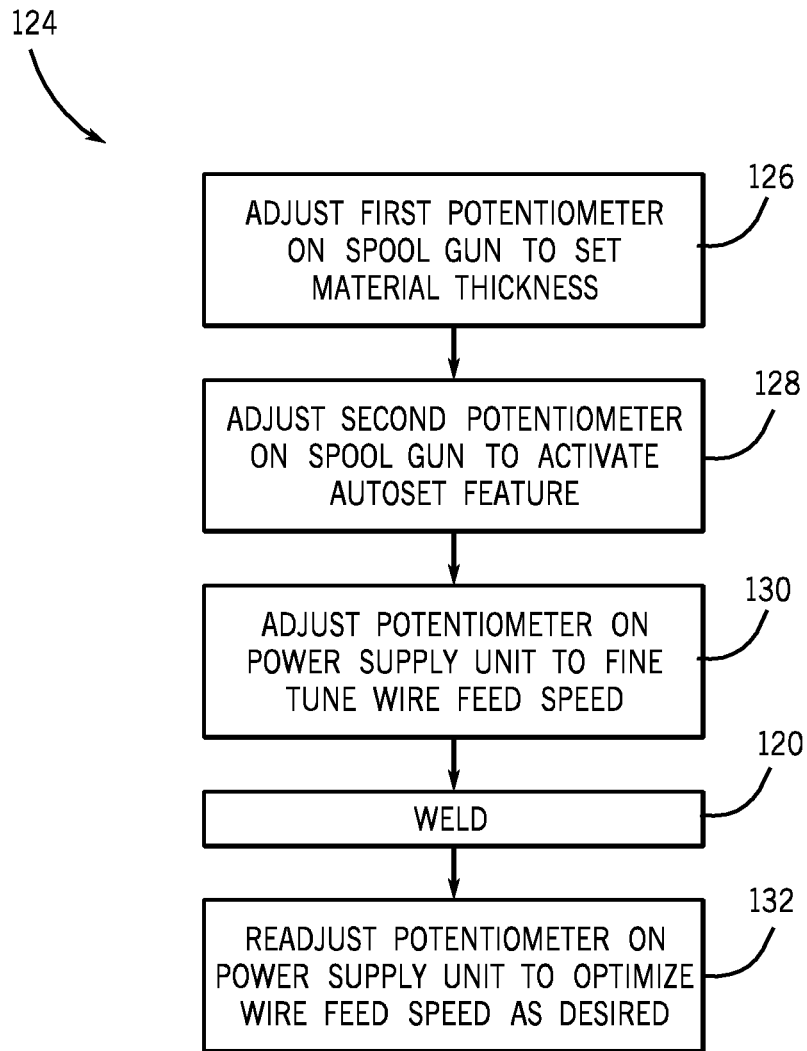 124
126
ADJUST FIRST POTENTIOMETER
ON SPOOL GUN TO SET
MATERIAL THICKNESS
128
ADJUST SECOND POTENTIOMETER
ON SPOOL GUN TO ACTIVATE
AUTOSET FEATURE
130
ADJUST POTENTIOMETER ON
POWER SUPPLY UNIT TO FINE
TUNE WIRE FEED SPEED
120
WELD
132
READJUST POTENTIOMETER ON
POWER SUPPLY UNIT TO OPTIMIZE
WIRE FEED SPEED AS DESIRED